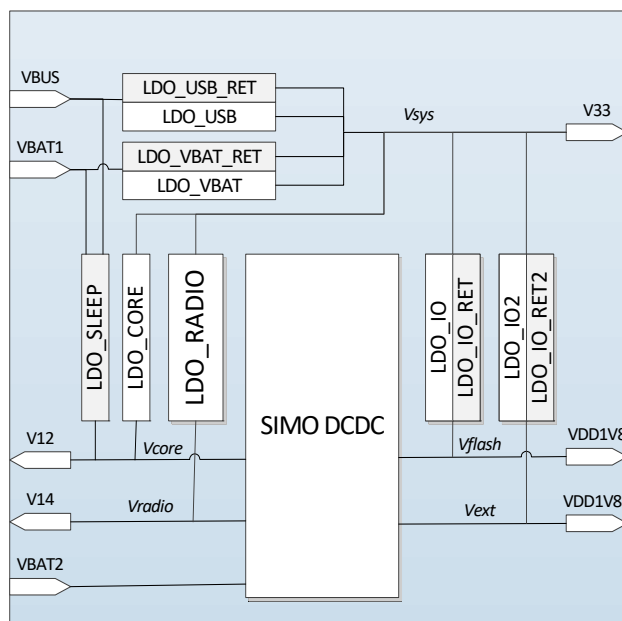 VBUS
LDO_USB_RET
LDO_USB
Vsys
V33
VBAT1
LDO_VBAT_RET
LDO_VBAT
LDO_SLEEP
LDO_CORE
LDO_RADIO
SIMO DCDC
LDO_IO
LDO_IO_RET
LDO_IO2
LDO_IO_RET2
V12
Vcore
Vflash
VDD1V8
V14
Vradio
Vext
VDD1V8
VBAT2